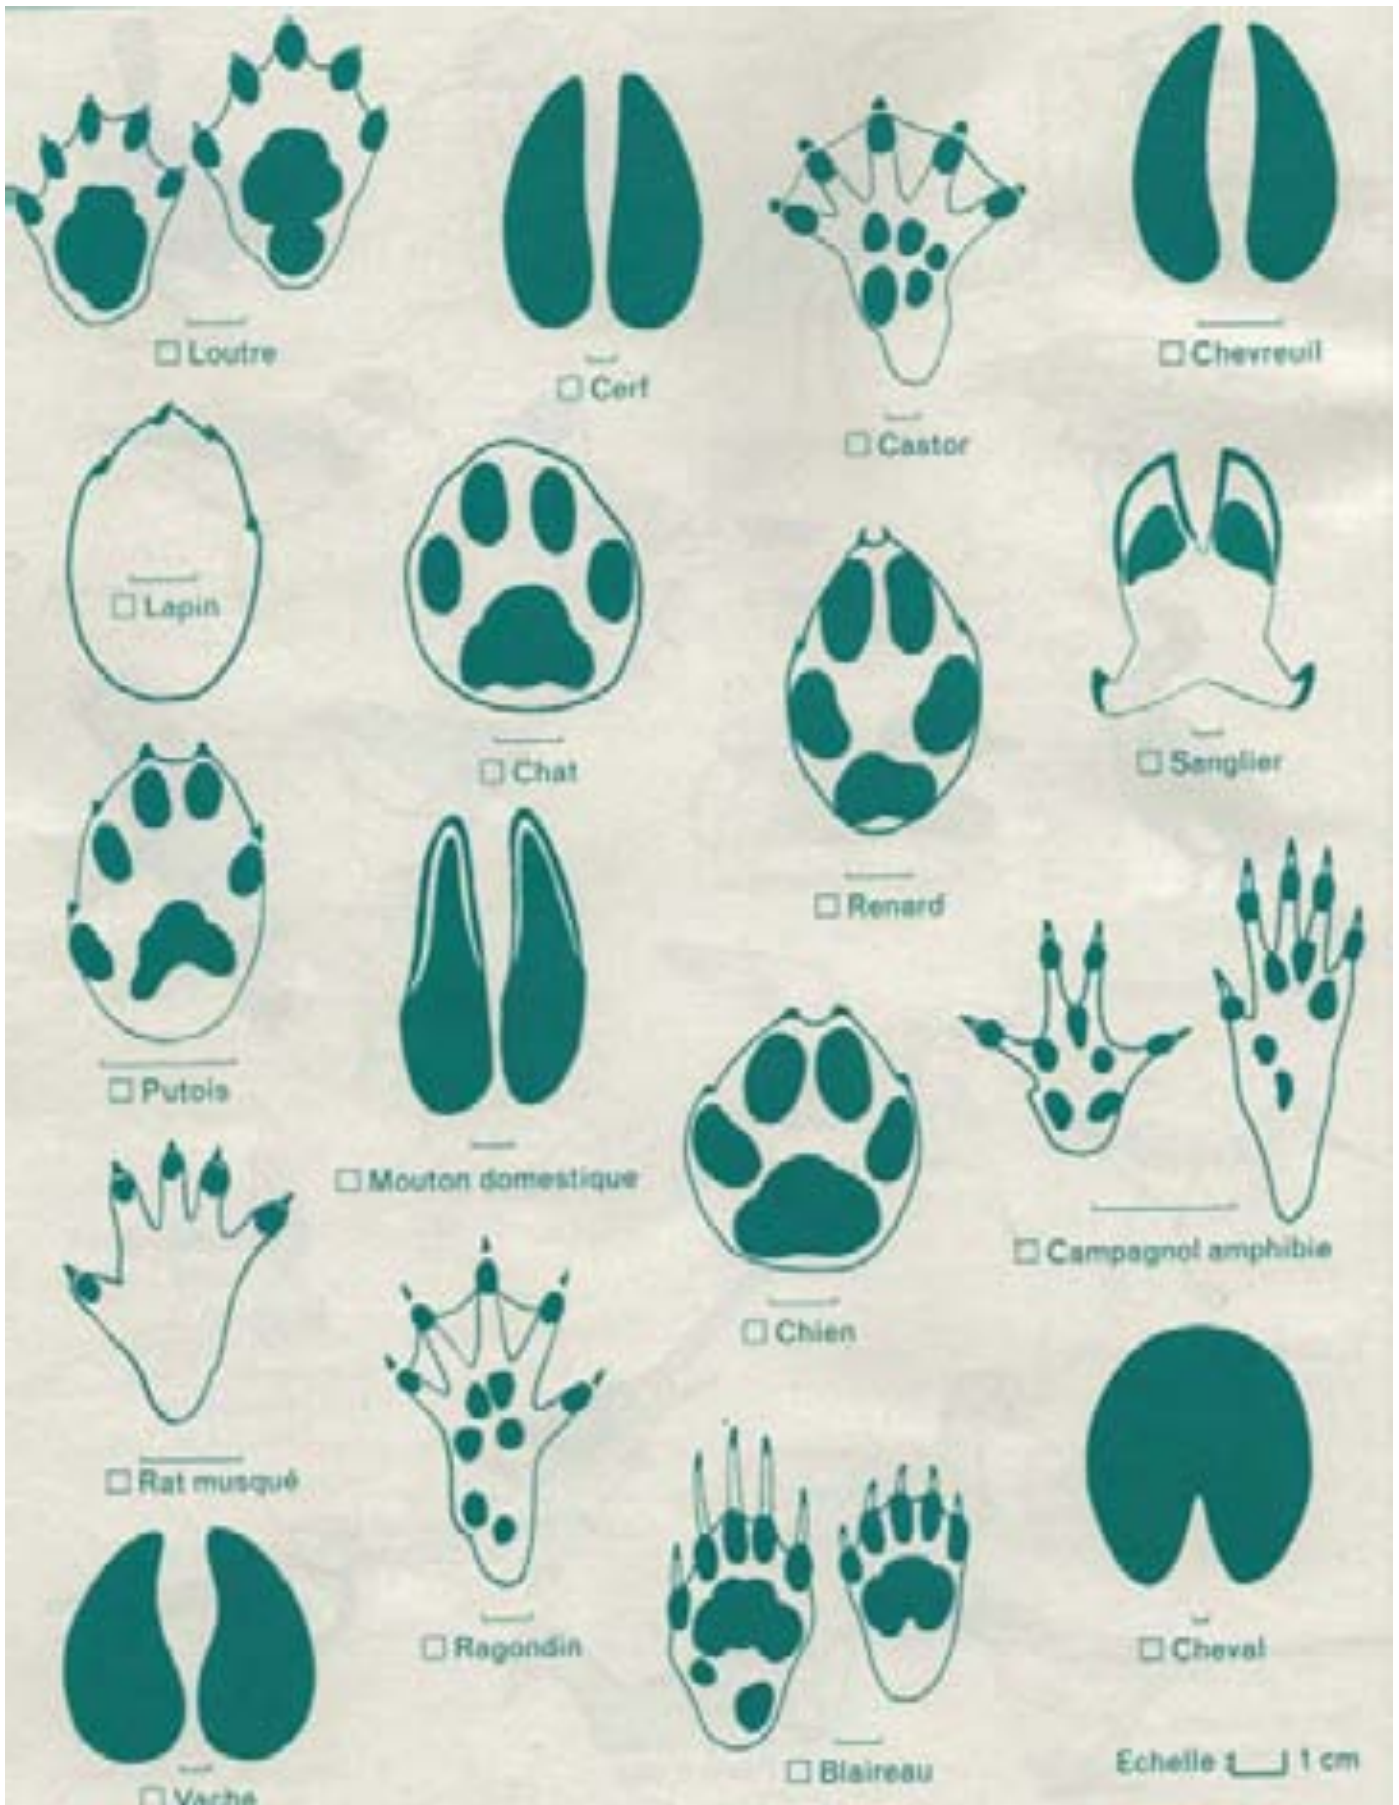 Loutre
Cerf
Castor
Chevreuil
Lapin
Chat
Renard
Sanglier
Putois
Mouton domestique
Chien
Campagnol amphibie
Rat musqué
Ragondin
Blaireau
Cheval
Vache
Echelle : 1 cm